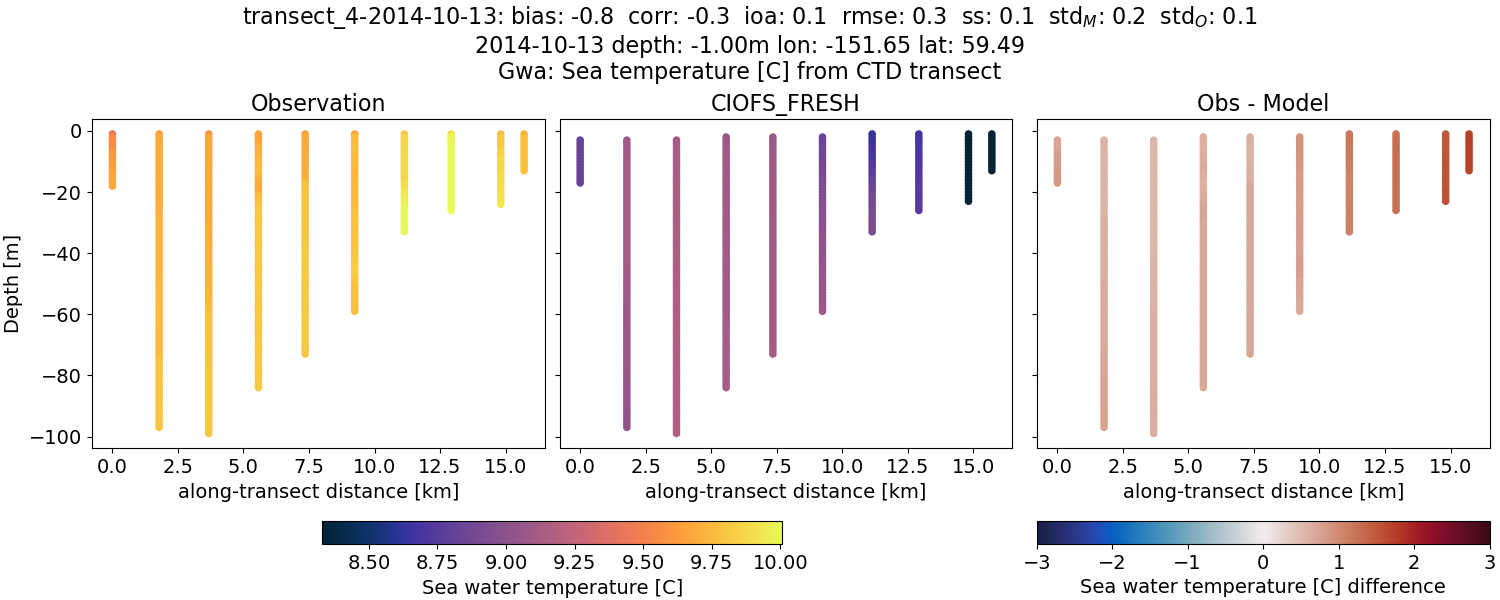 transect_4-2014-10-13: bias: -0.8 corr: -0.3 ioa: 0.1 rmse: 0.3 ss: 0.1 std_M: 0.2 std_O: 0.1
2014-10-13 depth: -1.00m lon: -151.65 lat: 59.49
Gwa: Sea temperature [C] from CTD transect
Observation
CIOFS_FRESH
Obs - Model
Depth [m]
0
−20
−40
−60
−80
−100
0.0 2.5 5.0 7.5 10.0 12.5 15.0
0.0 2.5 5.0 7.5 10.0 12.5 15.0
0.0 2.5 5.0 7.5 10.0 12.5 15.0
along-transect distance [km]
along-transect distance [km]
along-transect distance [km]
8.50 8.75 9.00 9.25 9.50 9.75 10.00
Sea water temperature [C]
−3 −2 −1 0 1 2 3
Sea water temperature [C] difference